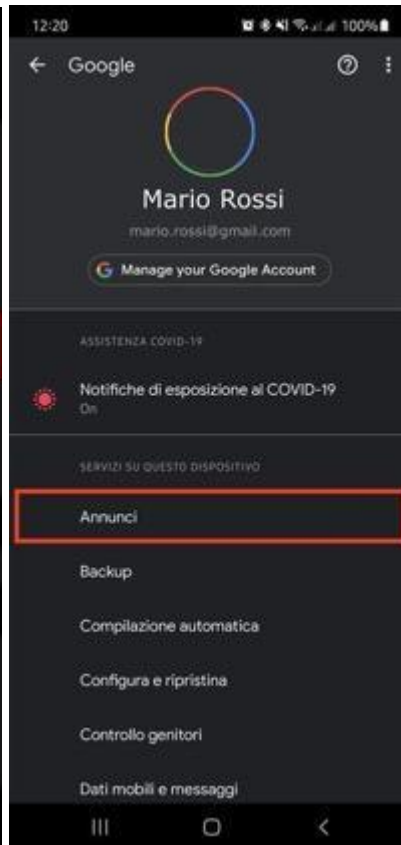 12:20
100%
Google
Mario Rossi
mario.rossi@gmail.com
G Manage your Google Account
ASSISTENZA COVID-19
Notifiche di esposizione al COVID-19
On
SERVIZI SU QUESTO DISPOSITIVO
Annunci
Backup
Compilazione automatica
Configura e ripristina
Controllo genitori
Dati mobili e messaggi